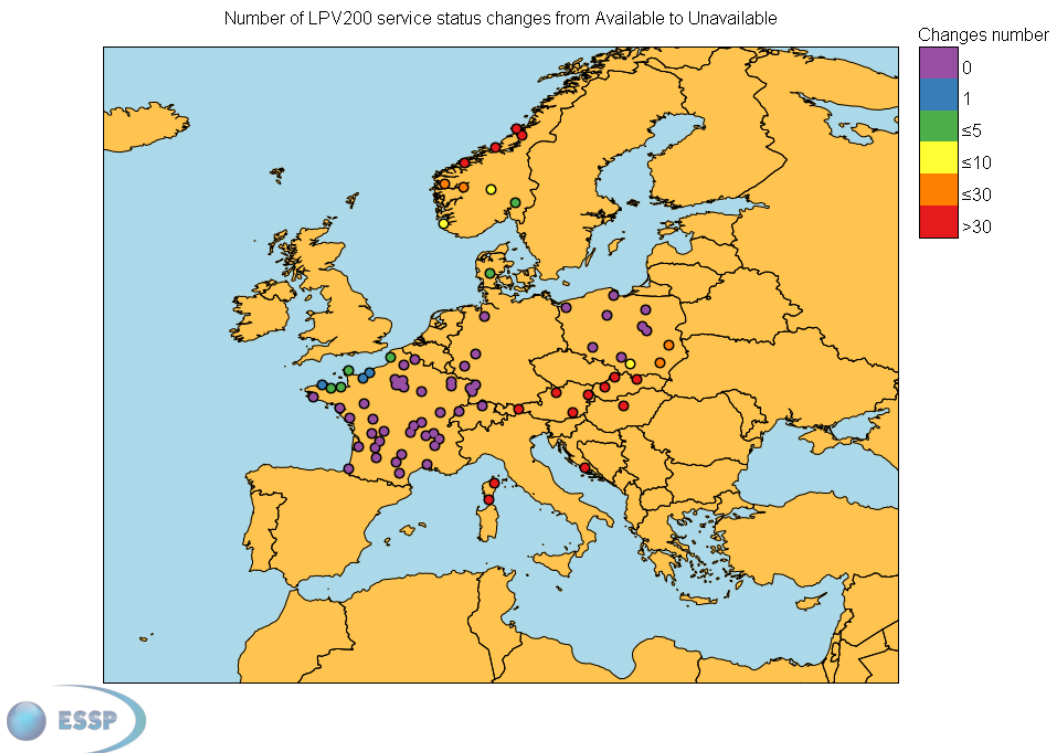 Number of LPV200 service status changes from Available to Unavailable
Changes number
0
1
≤5
≤10
≤30
>30
ESSP